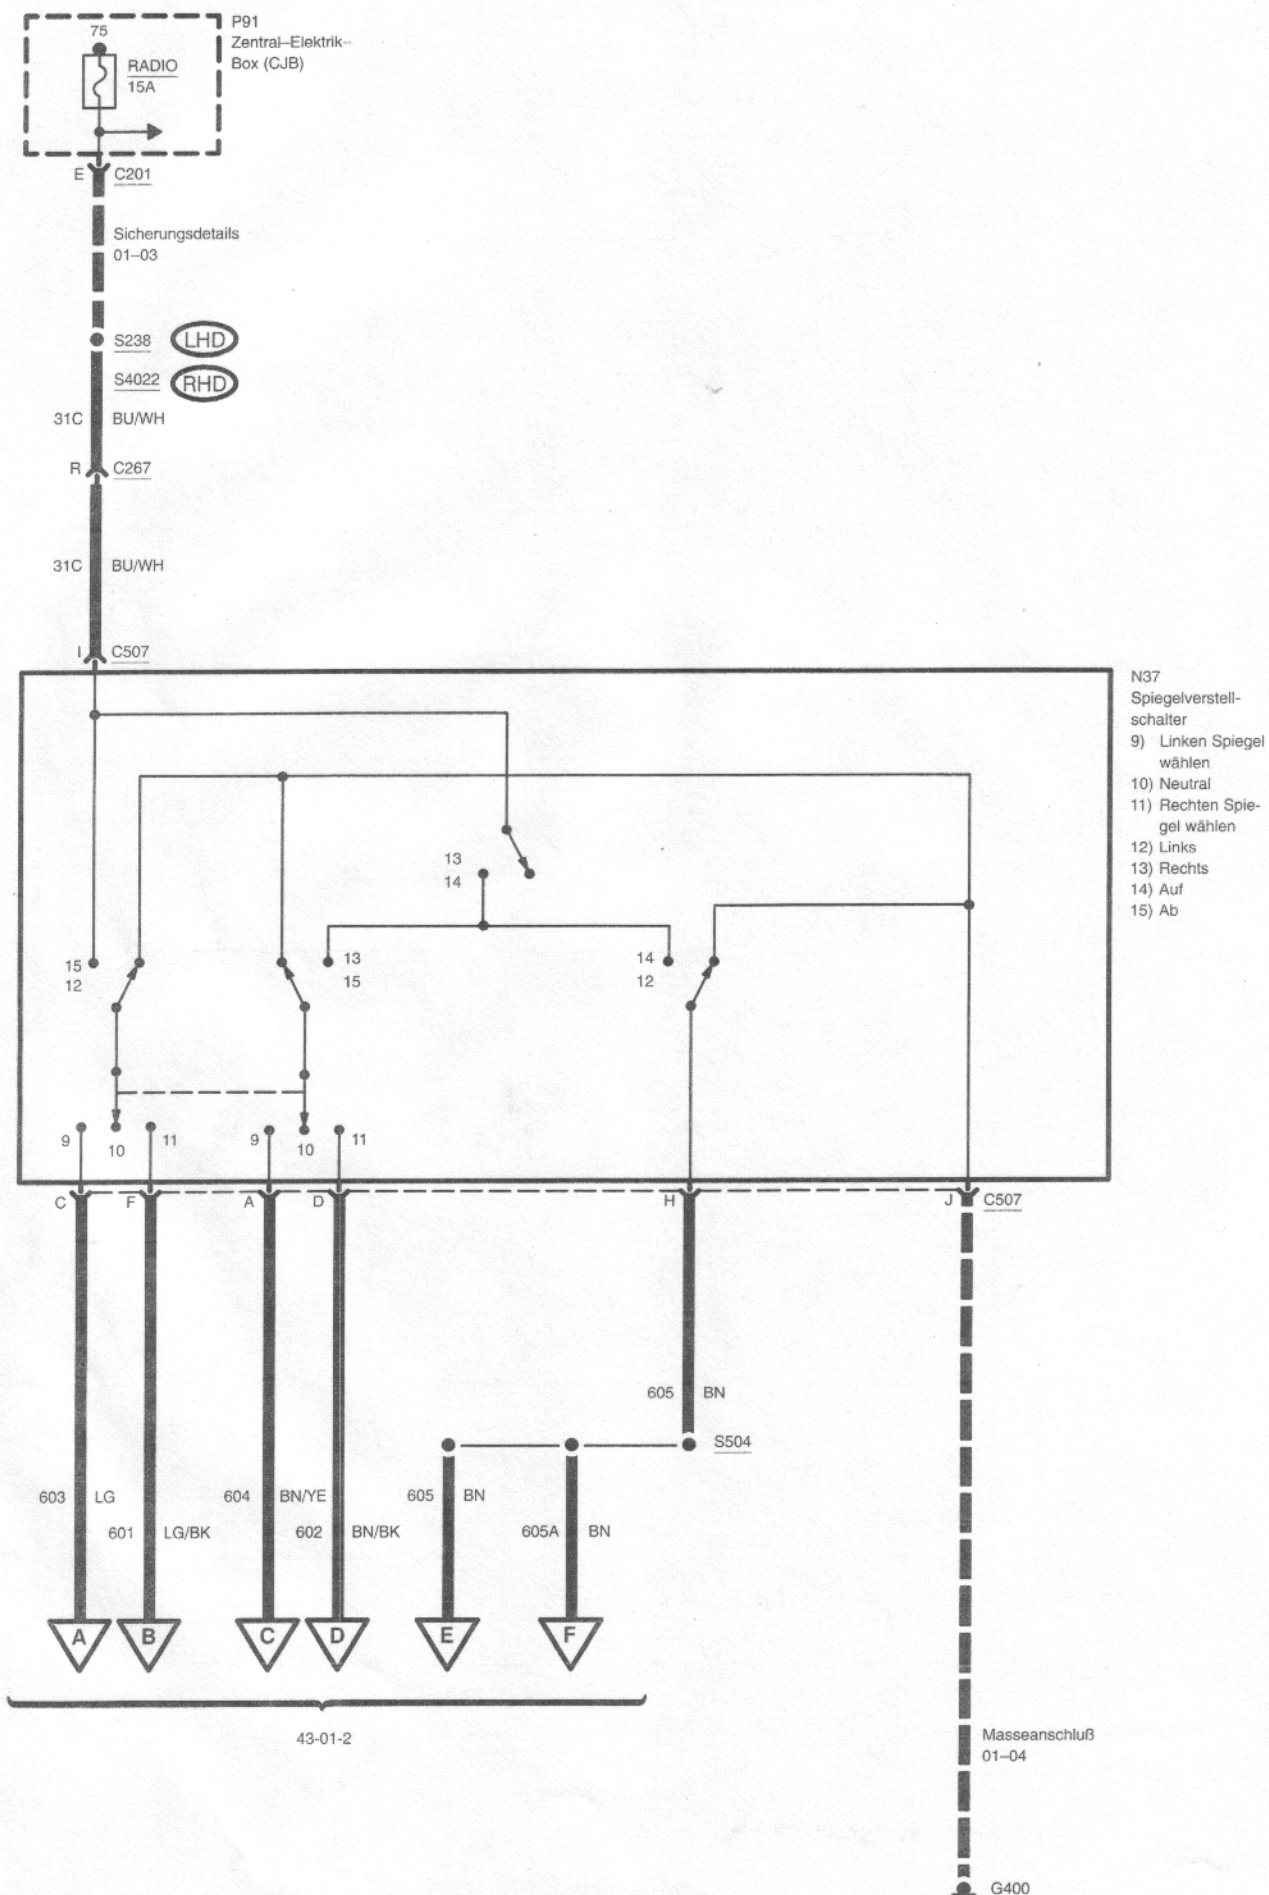 75
P91
Zentral–Elektrik–
Box (CJB)
RADIO
15A
E
C201
Sicherungsdetails
01–03
S238
LHD
S4022
RHD
31C
BU/WH
R
C267
31C
BU/WH
I
C507
N37
Spiegelverstell-
schalter
9) Linken Spiegel
wählen
10) Neutral
11) Rechten Spie-
gel wählen
12) Links
13) Rechts
14) Auf
15) Ab
13
14
15
12
13
15
14
12
9
10
11
9
10
11
C
F
A
D
H
J
C507
605
BN
S504
603
LG
604
BN/YE
605
BN
601
LG/BK
602
BN/BK
605A
BN
A
B
C
D
E
F
43-01-2
Masseanschluß
01–04
G400